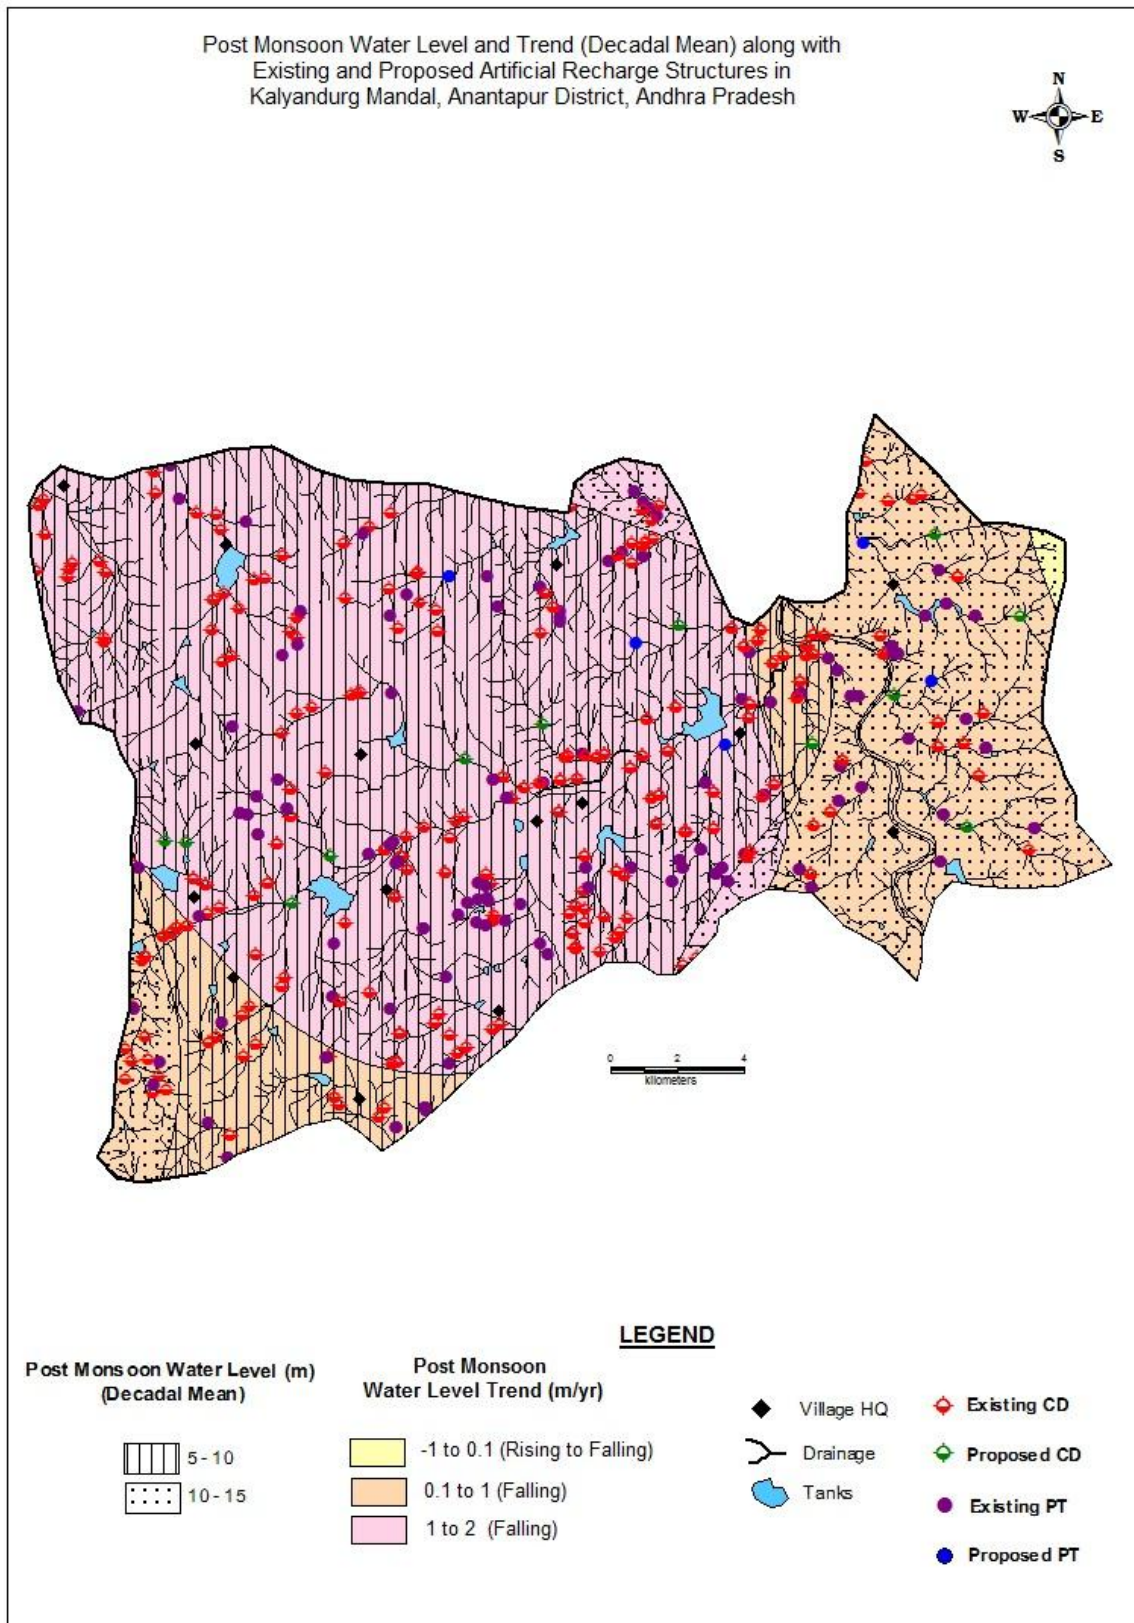 Post Monsoon Water Level and Trend (Decadal Mean) along with
Existing and Proposed Artificial Recharge Structures in
Kalyandurg Mandal, Anantapur District, Andhra Pradesh
N
W E
S
0 2 4
kilometers
LEGEND
Post Monsoon Water Level (m)
(Decadal Mean)
5-10
10-15
Post Monsoon
Water Level Trend (m/yr)
-1 to 0.1 (Rising to Falling)
0.1 to 1 (Falling)
1 to 2 (Falling)
Village HQ
Drainage
Tanks
Existing CD
Proposed CD
Existing PT
Proposed PT